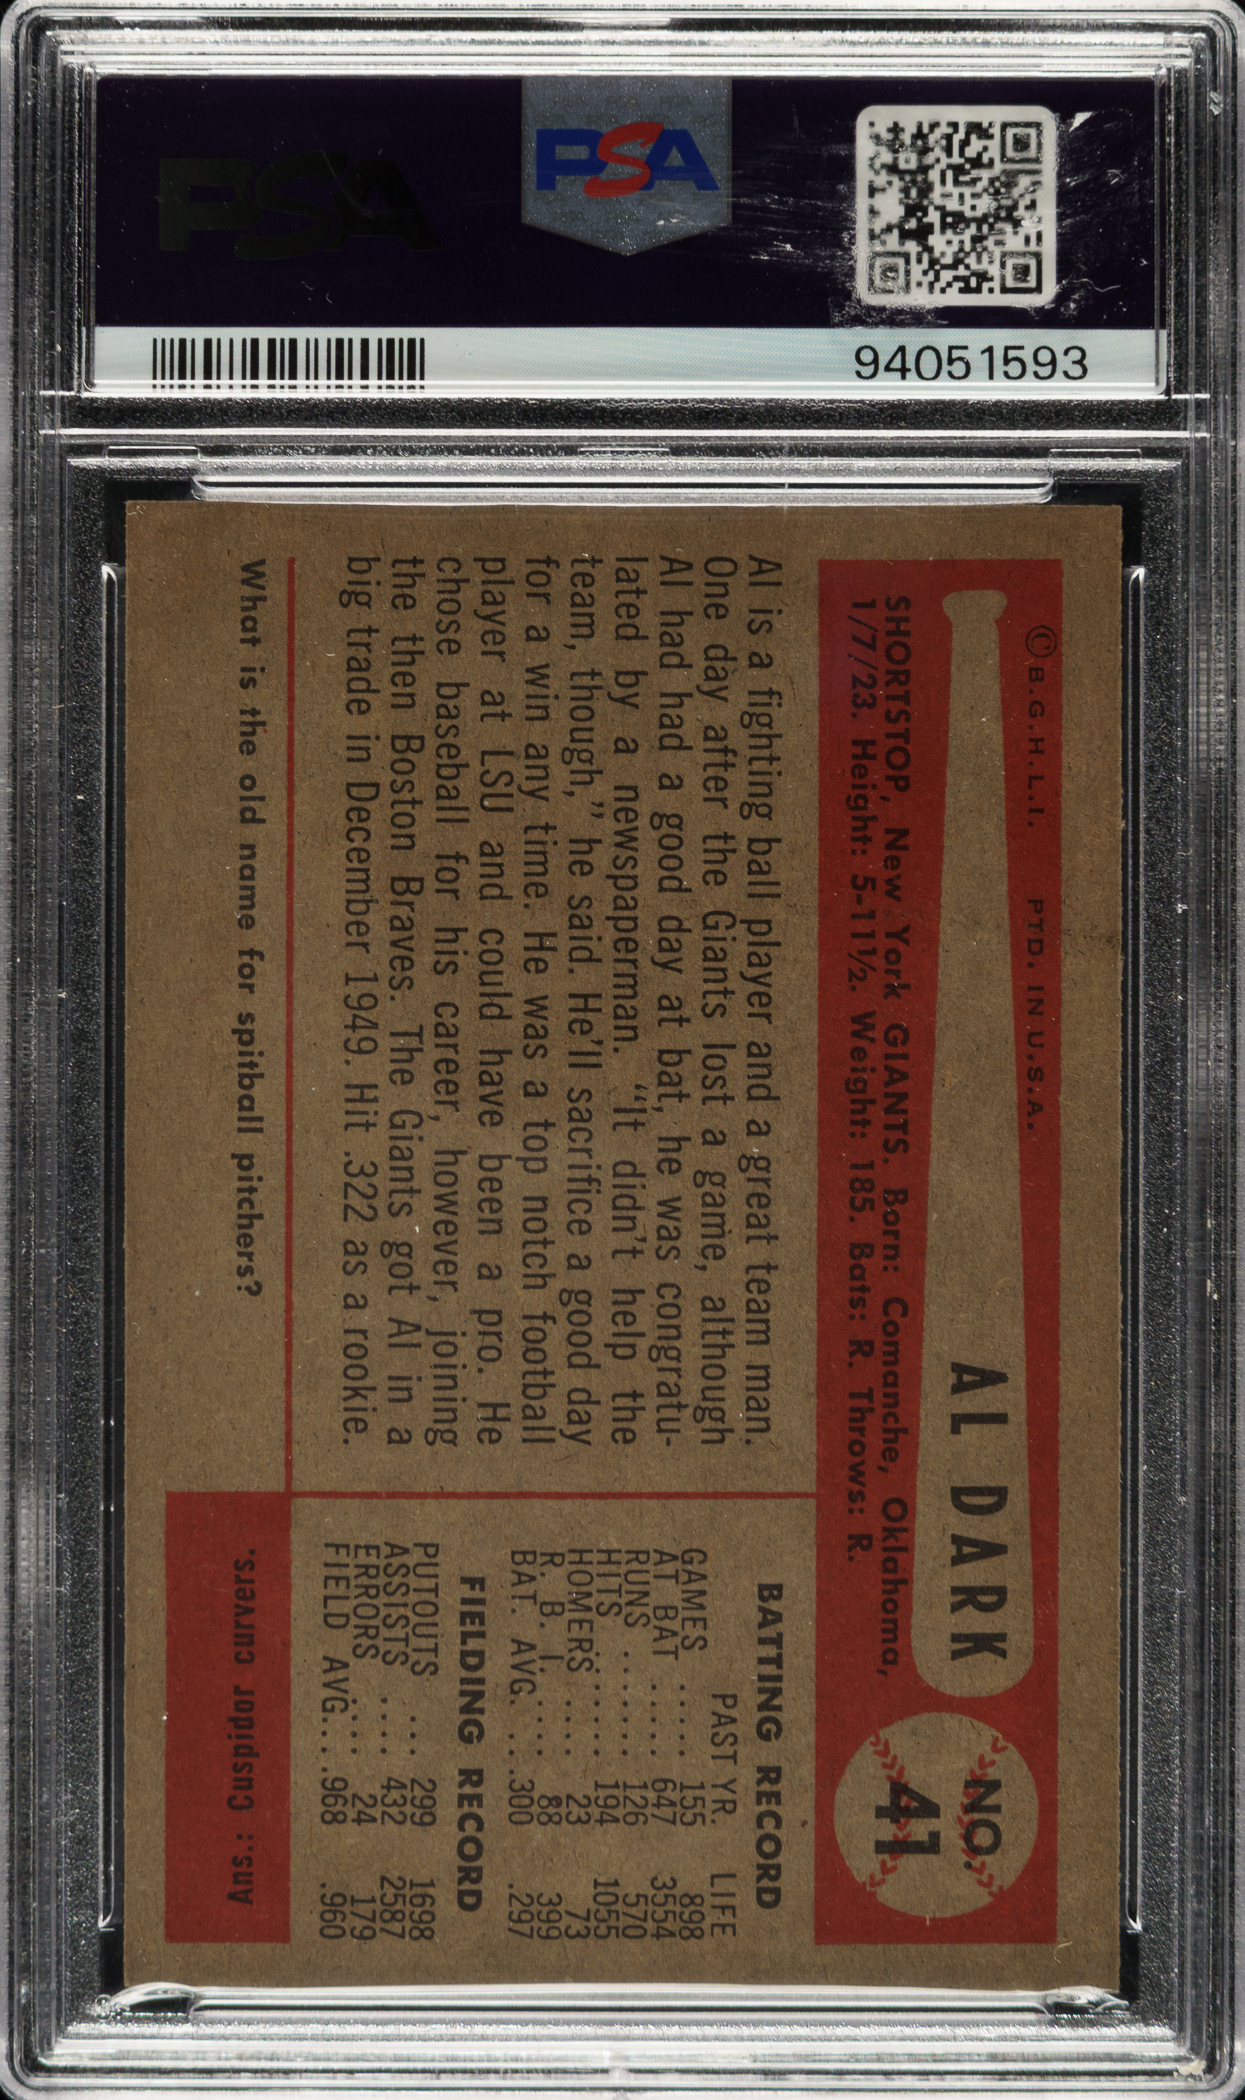 PSA
PSA
94051593
© B.G.H.L.I. PTD. IN U.S.A.
AL DARK
NO.
41
SHORTSTOP, New York GIANTS. Born: Comanche, Oklahoma,
1/7/23. Height: 5-11½. Weight: 185. Bats: R. Throws: R.
Al is a fighting ball player and a great team man.
One day after the Giants lost a game, although
Al had had a good day at bat, he was congratu-
lated by a newspaperman. "It didn't help the
team, though," he said. He'll sacrifice a good day
for a win any time. He was a top notch football
player at LSU and could have been a pro. He
chose baseball for his career, however, joining
the then Boston Braves. The Giants got Al in a
big trade in December 1949. Hit .322 as a rookie.
BATTING RECORD
PAST YR. LIFE
GAMES ..... 155 898
AT BAT ..... 647 3554
RUNS ...... 126 570
HITS ...... 194 1055
HOMERS .... 23 73
R. B. I. .... 88 399
BAT. AVG. .. .300 .297
FIELDING RECORD
PUTOUTS ... 299 1698
ASSISTS .... 432 2587
ERRORS .... 24 179
FIELD AVG... .968 .960
What is the old name for spitball pitchers?
Ans.: Cuspidor curvers.